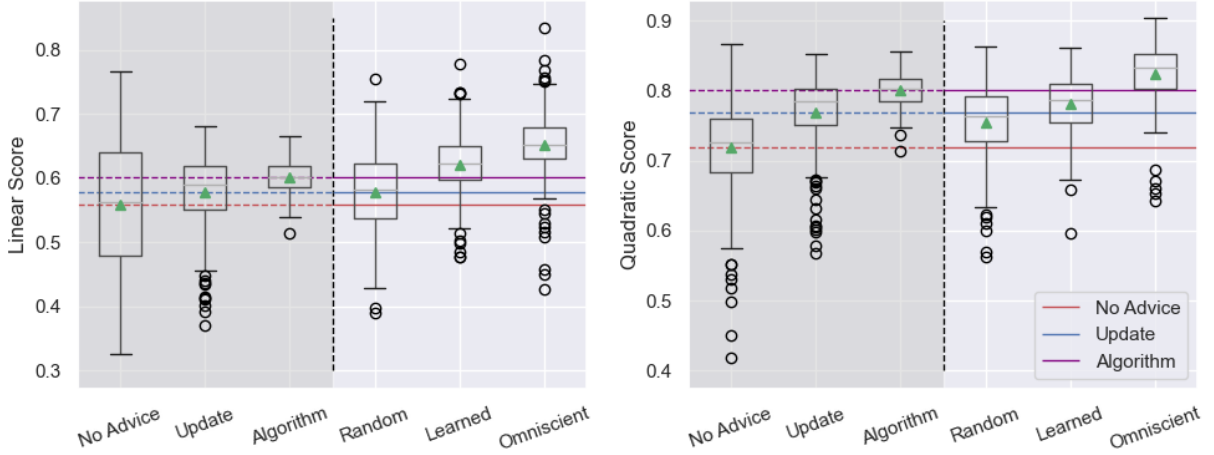 Linear Score
0.8
0.7
0.6
0.5
0.4
0.3
No Advice
Update
Algorithm
Random
Learned
Omniscient
Quadratic Score
0.9
0.8
0.7
0.6
0.5
0.4
No Advice
Update
Algorithm
Random
Learned
Omniscient
No Advice
Update
Algorithm